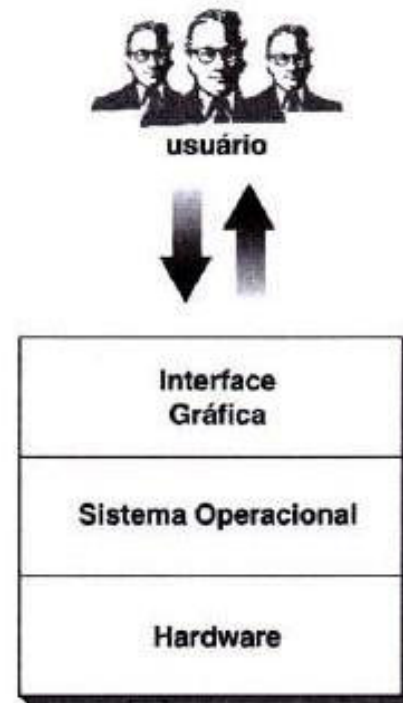 usuário
Interface
Gráfica
Sistema Operacional
Hardware